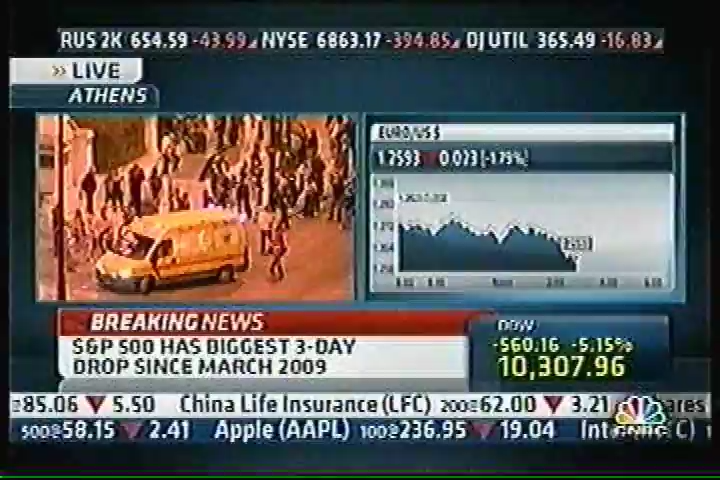 RUS 2K 654.59 -43.99 NYSE 6863.17 -394.85 DJ UTIL 365.49 -16.83
» LIVE
ATHENS
EURO/US $
1.2593 ▼ 0.023 [-1.79%]
BREAKING NEWS
S&P 500 HAS BIGGEST 3-DAY
DROP SINCE MARCH 2009
DOW
-560.16 -5.15%
10,307.96
85.06 ▼ 5.50 China Life Insurance (LFC) 200@62.00 ▼ 3.21
500@58.15 ▼ 2.41 Apple (AAPL) 100@236.95 ▼ 19.04
CNBC